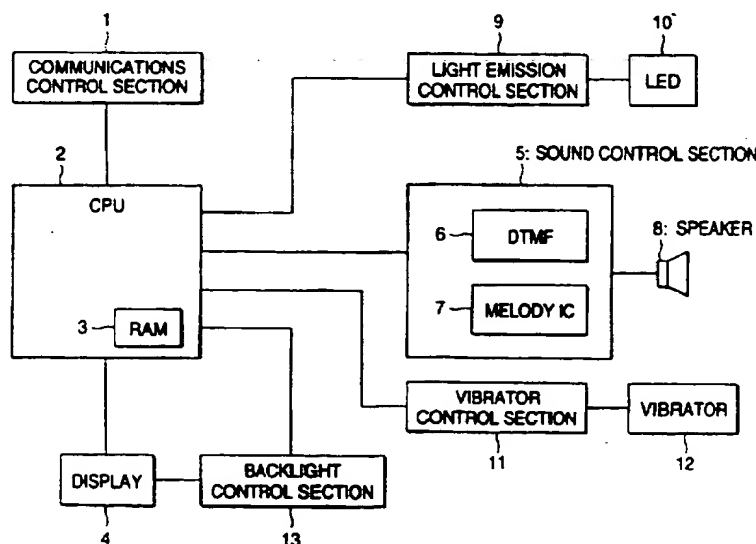 1
COMMUNICATIONS
CONTROL SECTION
9
LIGHT EMISSION
CONTROL SECTION
10
LED
2
CPU
3
RAM
5: SOUND CONTROL SECTION
6
DTMF
7
MELODY IC
8: SPEAKER
VIBRATOR
CONTROL SECTION
11
VIBRATOR
12
DISPLAY
4
BACKLIGHT
CONTROL SECTION
13